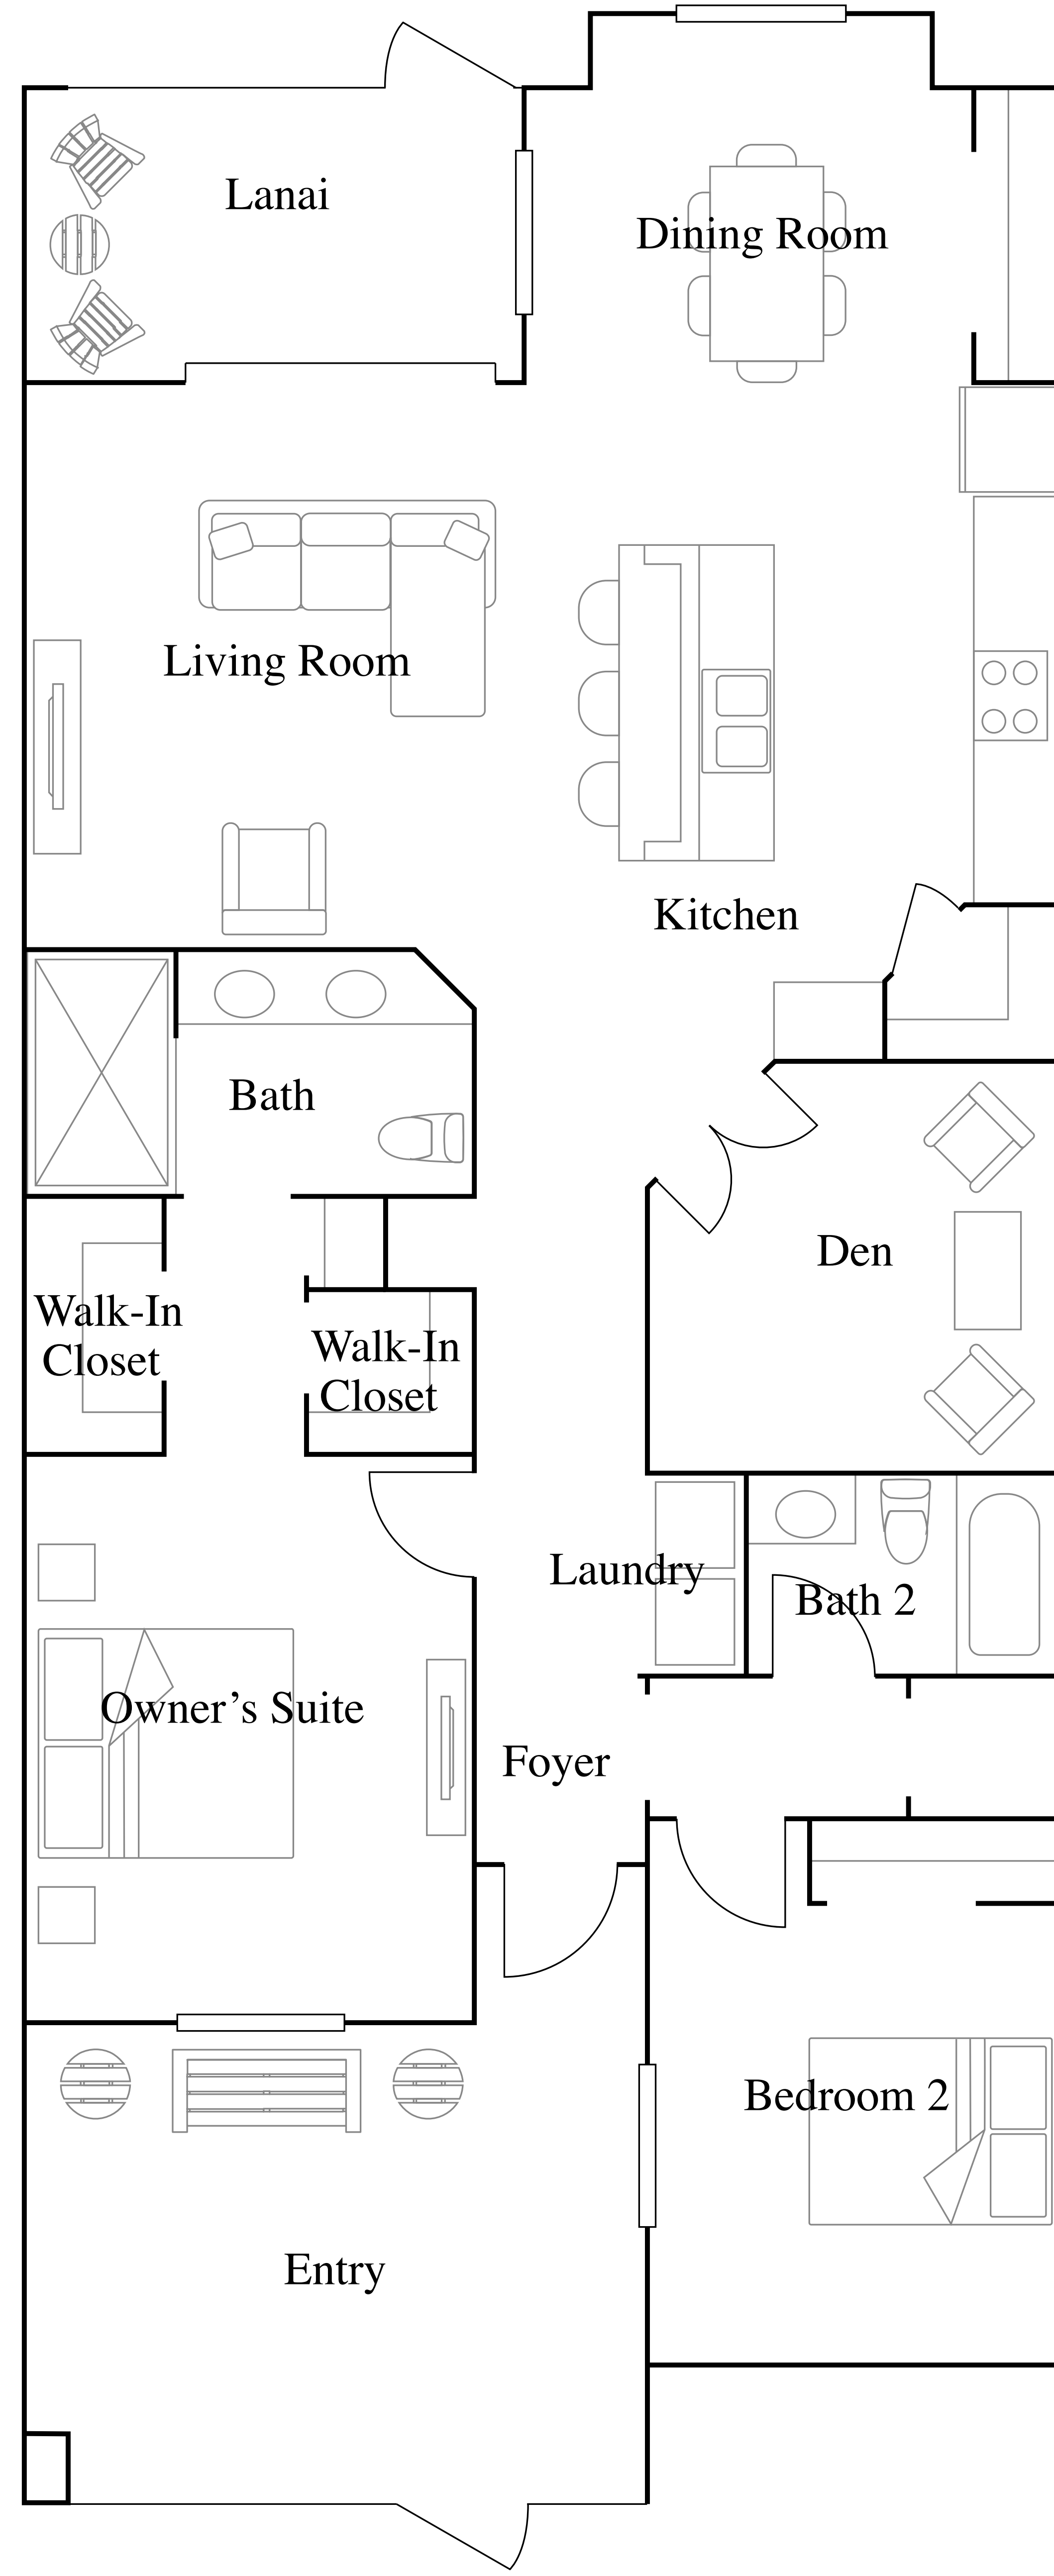 Lanai
Dining Room
Living Room
Kitchen
Bath
Den
Walk-In
Closet
Walk-In
Closet
Laundry
Bath 2
Owner’s Suite
Foyer
Bedroom 2
Entry